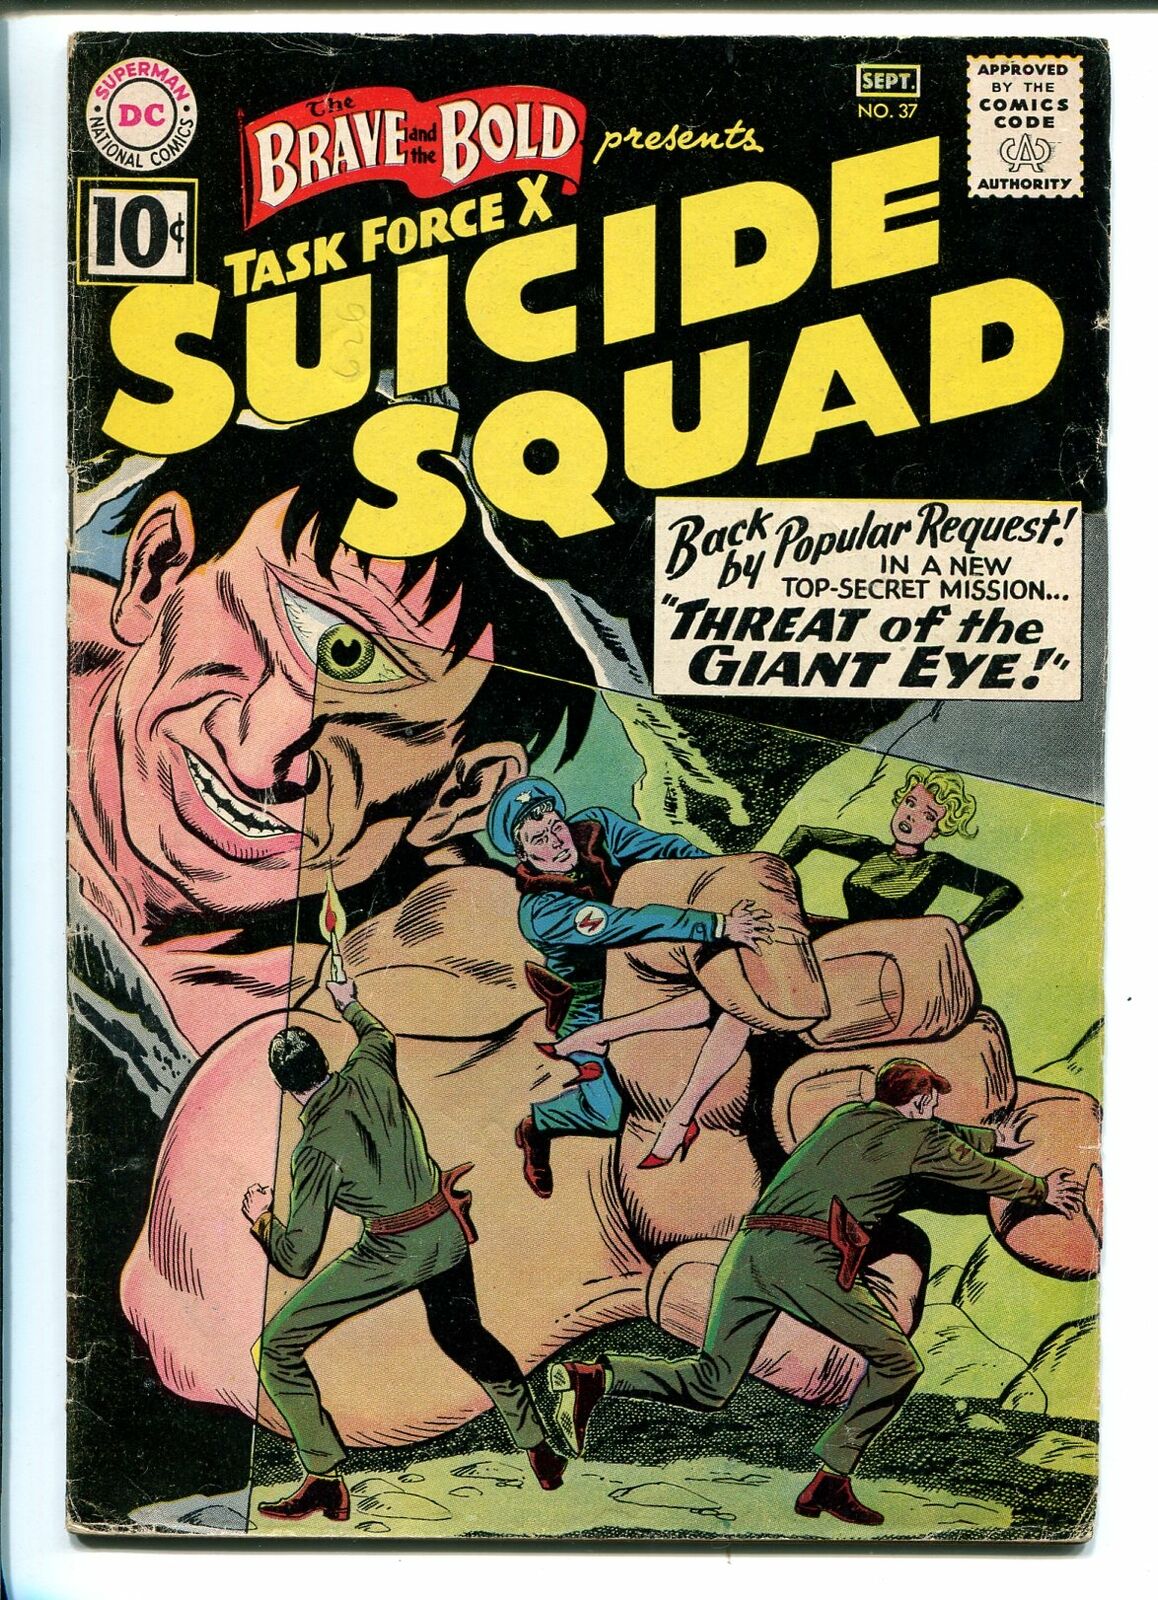 SUPERMAN
DC
NATIONAL COMICS
10¢
The
BRAVE and the BOLD
presents
SEPT.
NO. 37
APPROVED
BY THE
COMICS
CODE
CA
AUTHORITY
TASK FORCE X
SUICIDE
SQUAD
626
Back
by Popular Request!
IN A NEW
TOP-SECRET MISSION...
"THREAT of the
GIANT EYE!"